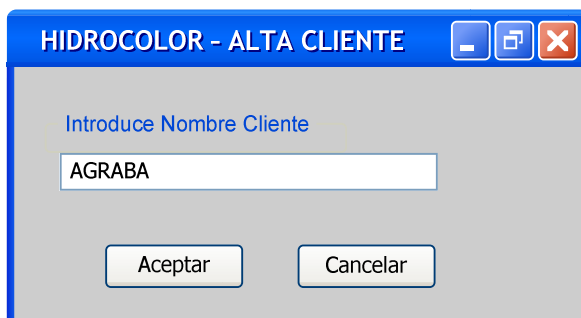 HIDROCOLOR - ALTA CLIENTE
Introduce Nombre Cliente
AGRABA
Aceptar Cancelar